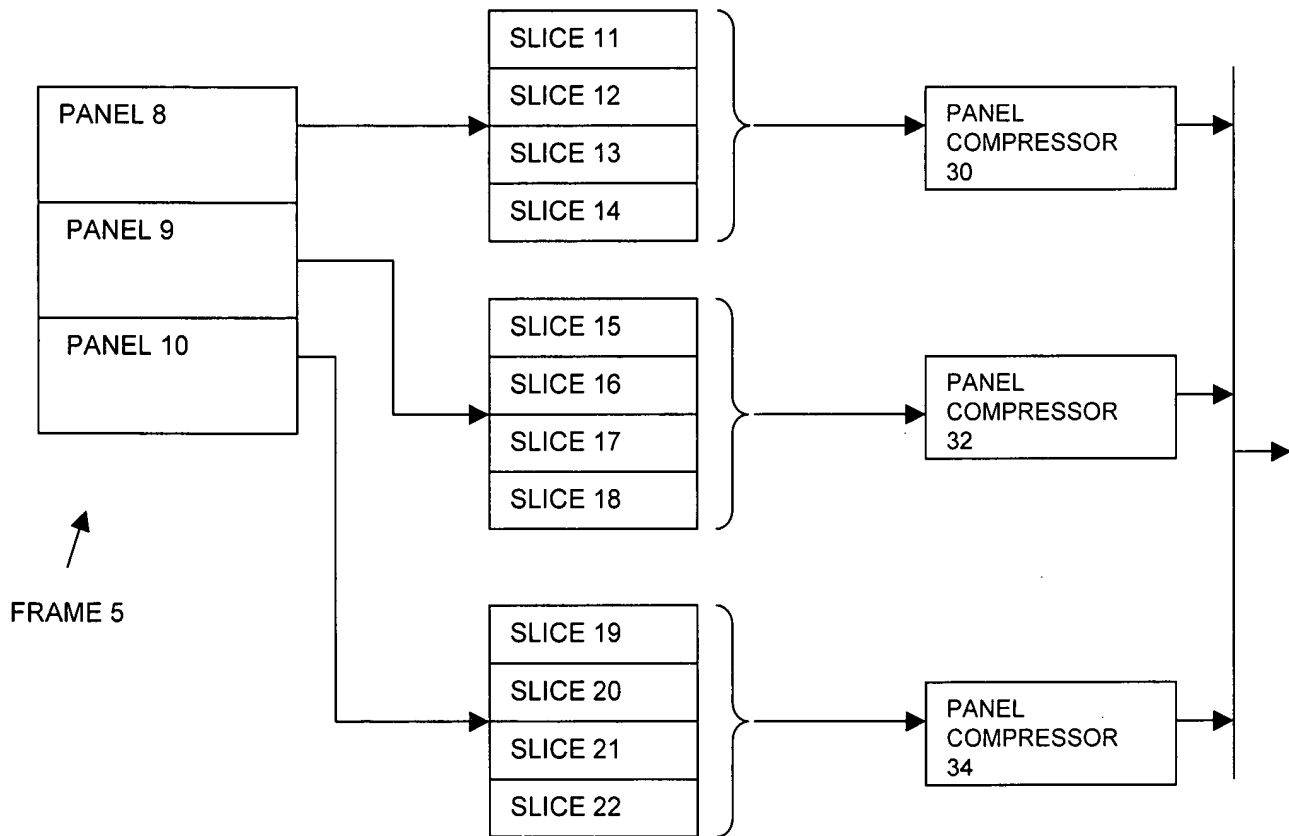 PANEL 8
PANEL 9
PANEL 10
FRAME 5
SLICE 11
SLICE 12
SLICE 13
SLICE 14
SLICE 15
SLICE 16
SLICE 17
SLICE 18
SLICE 19
SLICE 20
SLICE 21
SLICE 22
PANEL
COMPRESSOR
30
PANEL
COMPRESSOR
32
PANEL
COMPRESSOR
34